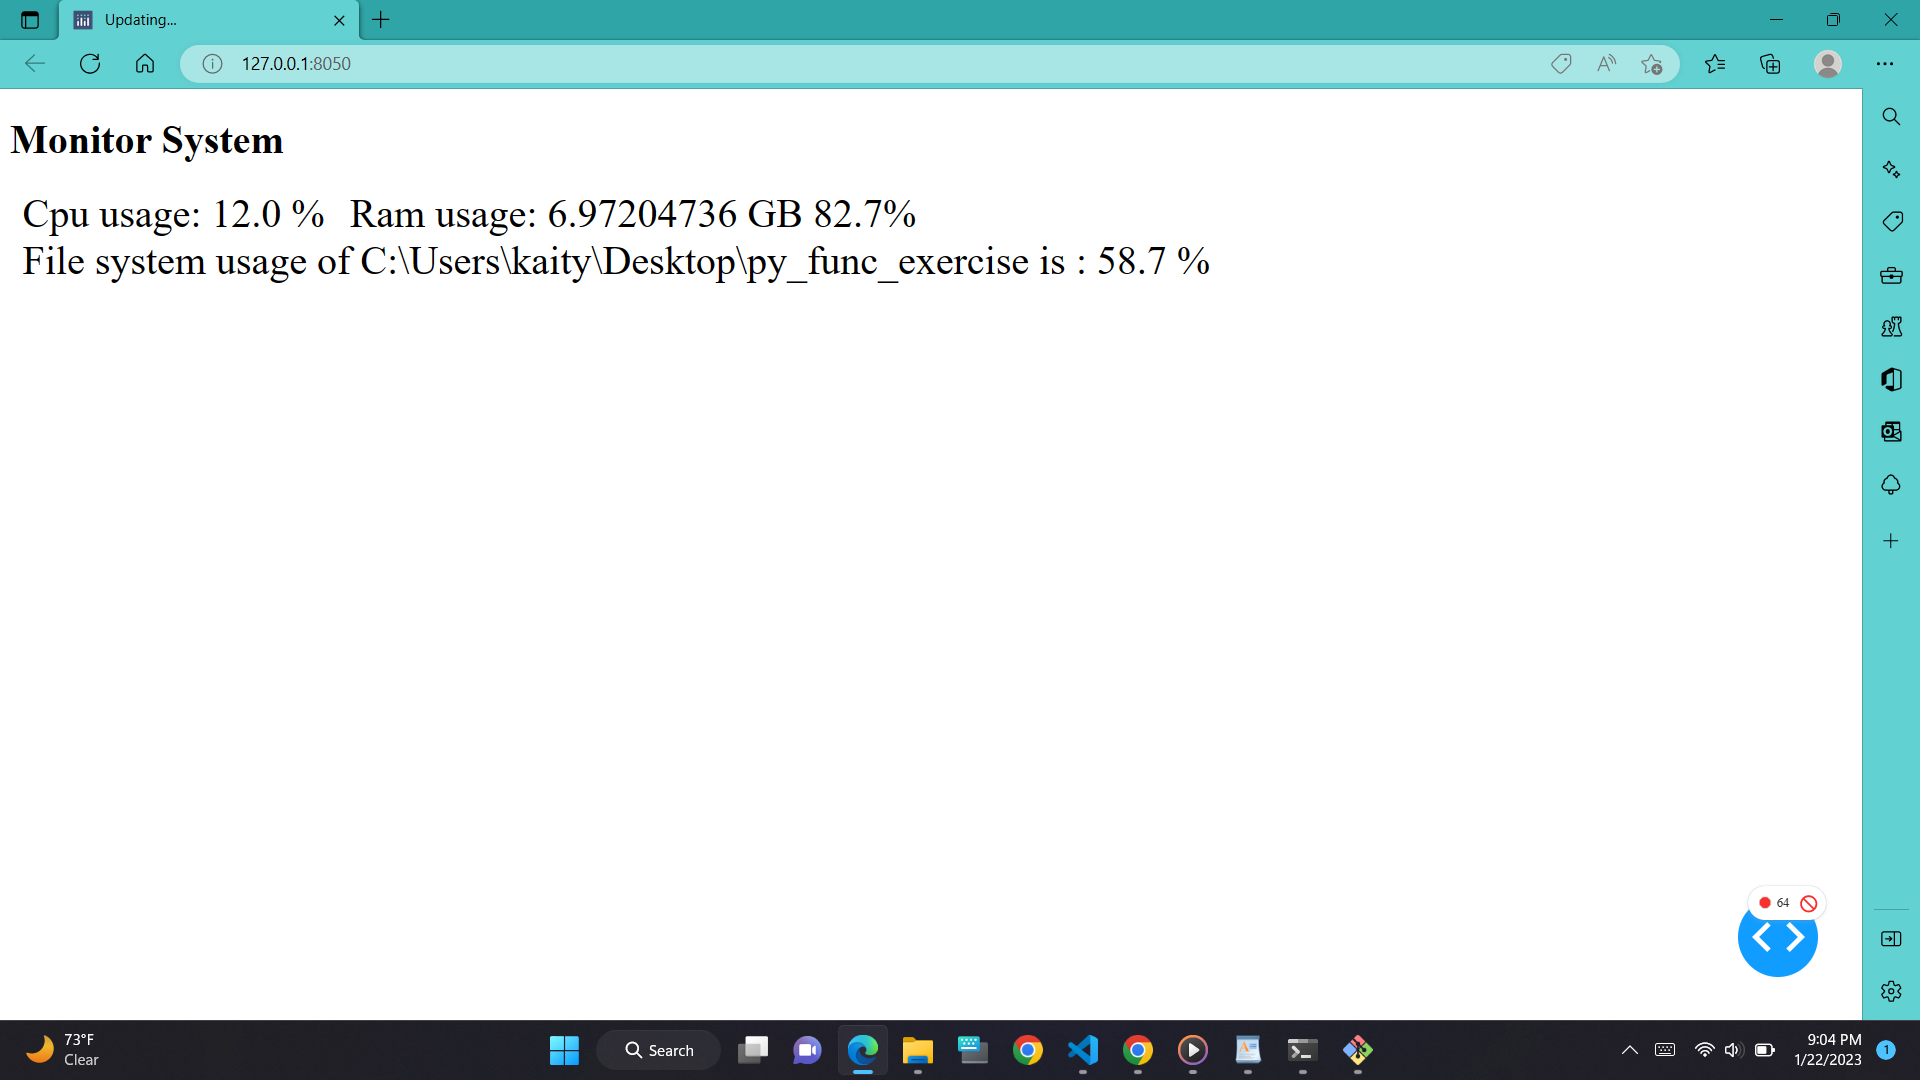 Updating...
127.0.0.1:8050
Monitor System
Cpu usage: 12.0 % Ram usage: 6.97204736 GB 82.7%
File system usage of C:\Users\kaity\Desktop\py_func_exercise is : 58.7 %
64
73°F
Clear
Search
9:04 PM
1/22/2023
1